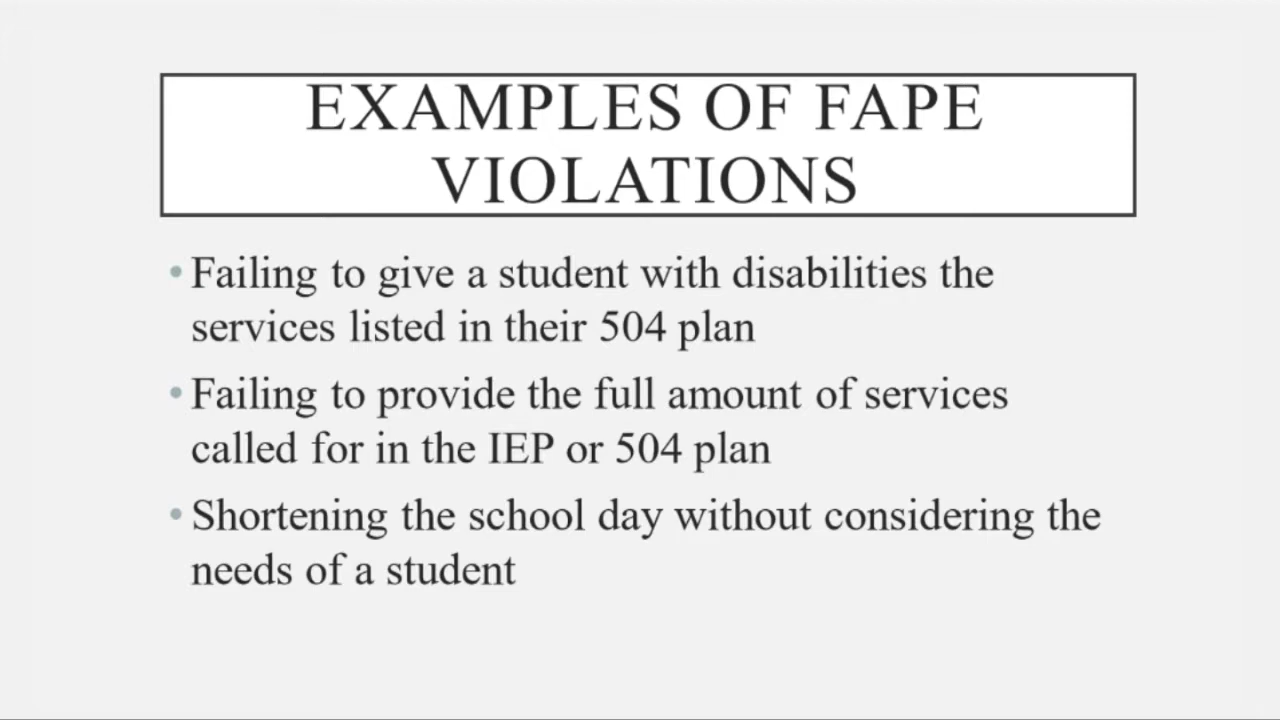 EXAMPLES OF FAPE
VIOLATIONS
• Failing to give a student with disabilities the
services listed in their 504 plan
• Failing to provide the full amount of services
called for in the IEP or 504 plan
• Shortening the school day without considering the
needs of a student